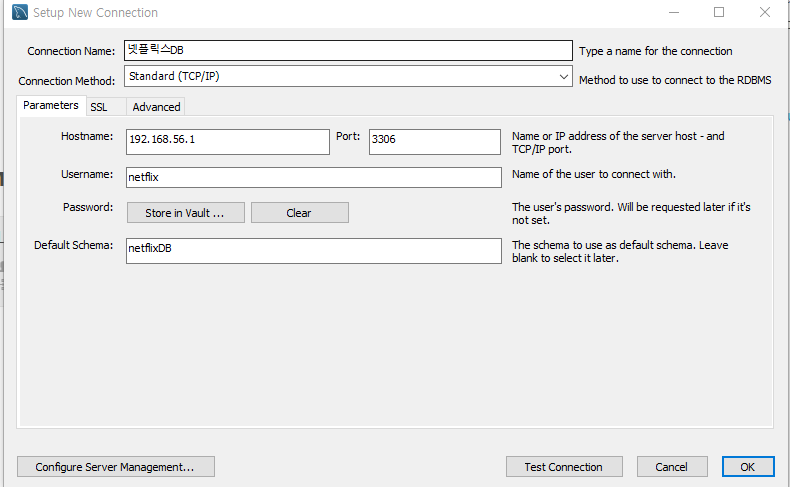 Setup New Connection
Connection Name: 넷플릭스DB Type a name for the connection
Connection Method: Standard (TCP/IP) Method to use to connect to the RDBMS
Parameters SSL Advanced
Hostname: 192.168.56.1 Port: 3306 Name or IP address of the server host - and
TCP/IP port.
Username: netflix Name of the user to connect with.
Password: Store in Vault ... Clear The user's password. Will be requested later if it's
not set.
Default Schema: netflixDB The schema to use as default schema. Leave
blank to select it later.
Configure Server Management... Test Connection Cancel OK